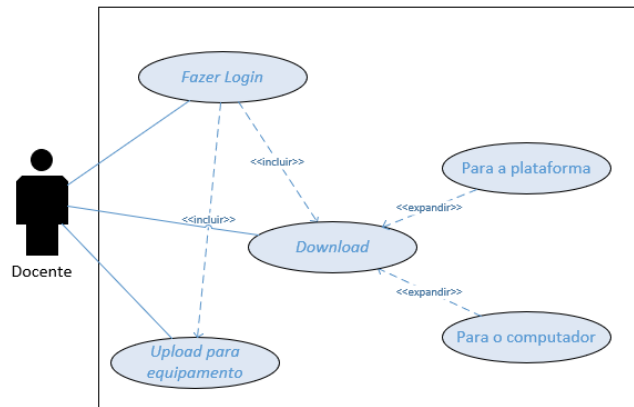 Fazer Login
<<incluir>>
Para a plataforma
<<expandir>>
<<incluir>>
Download
Docente
<<expandir>>
Para o computador
Upload para
equipamento